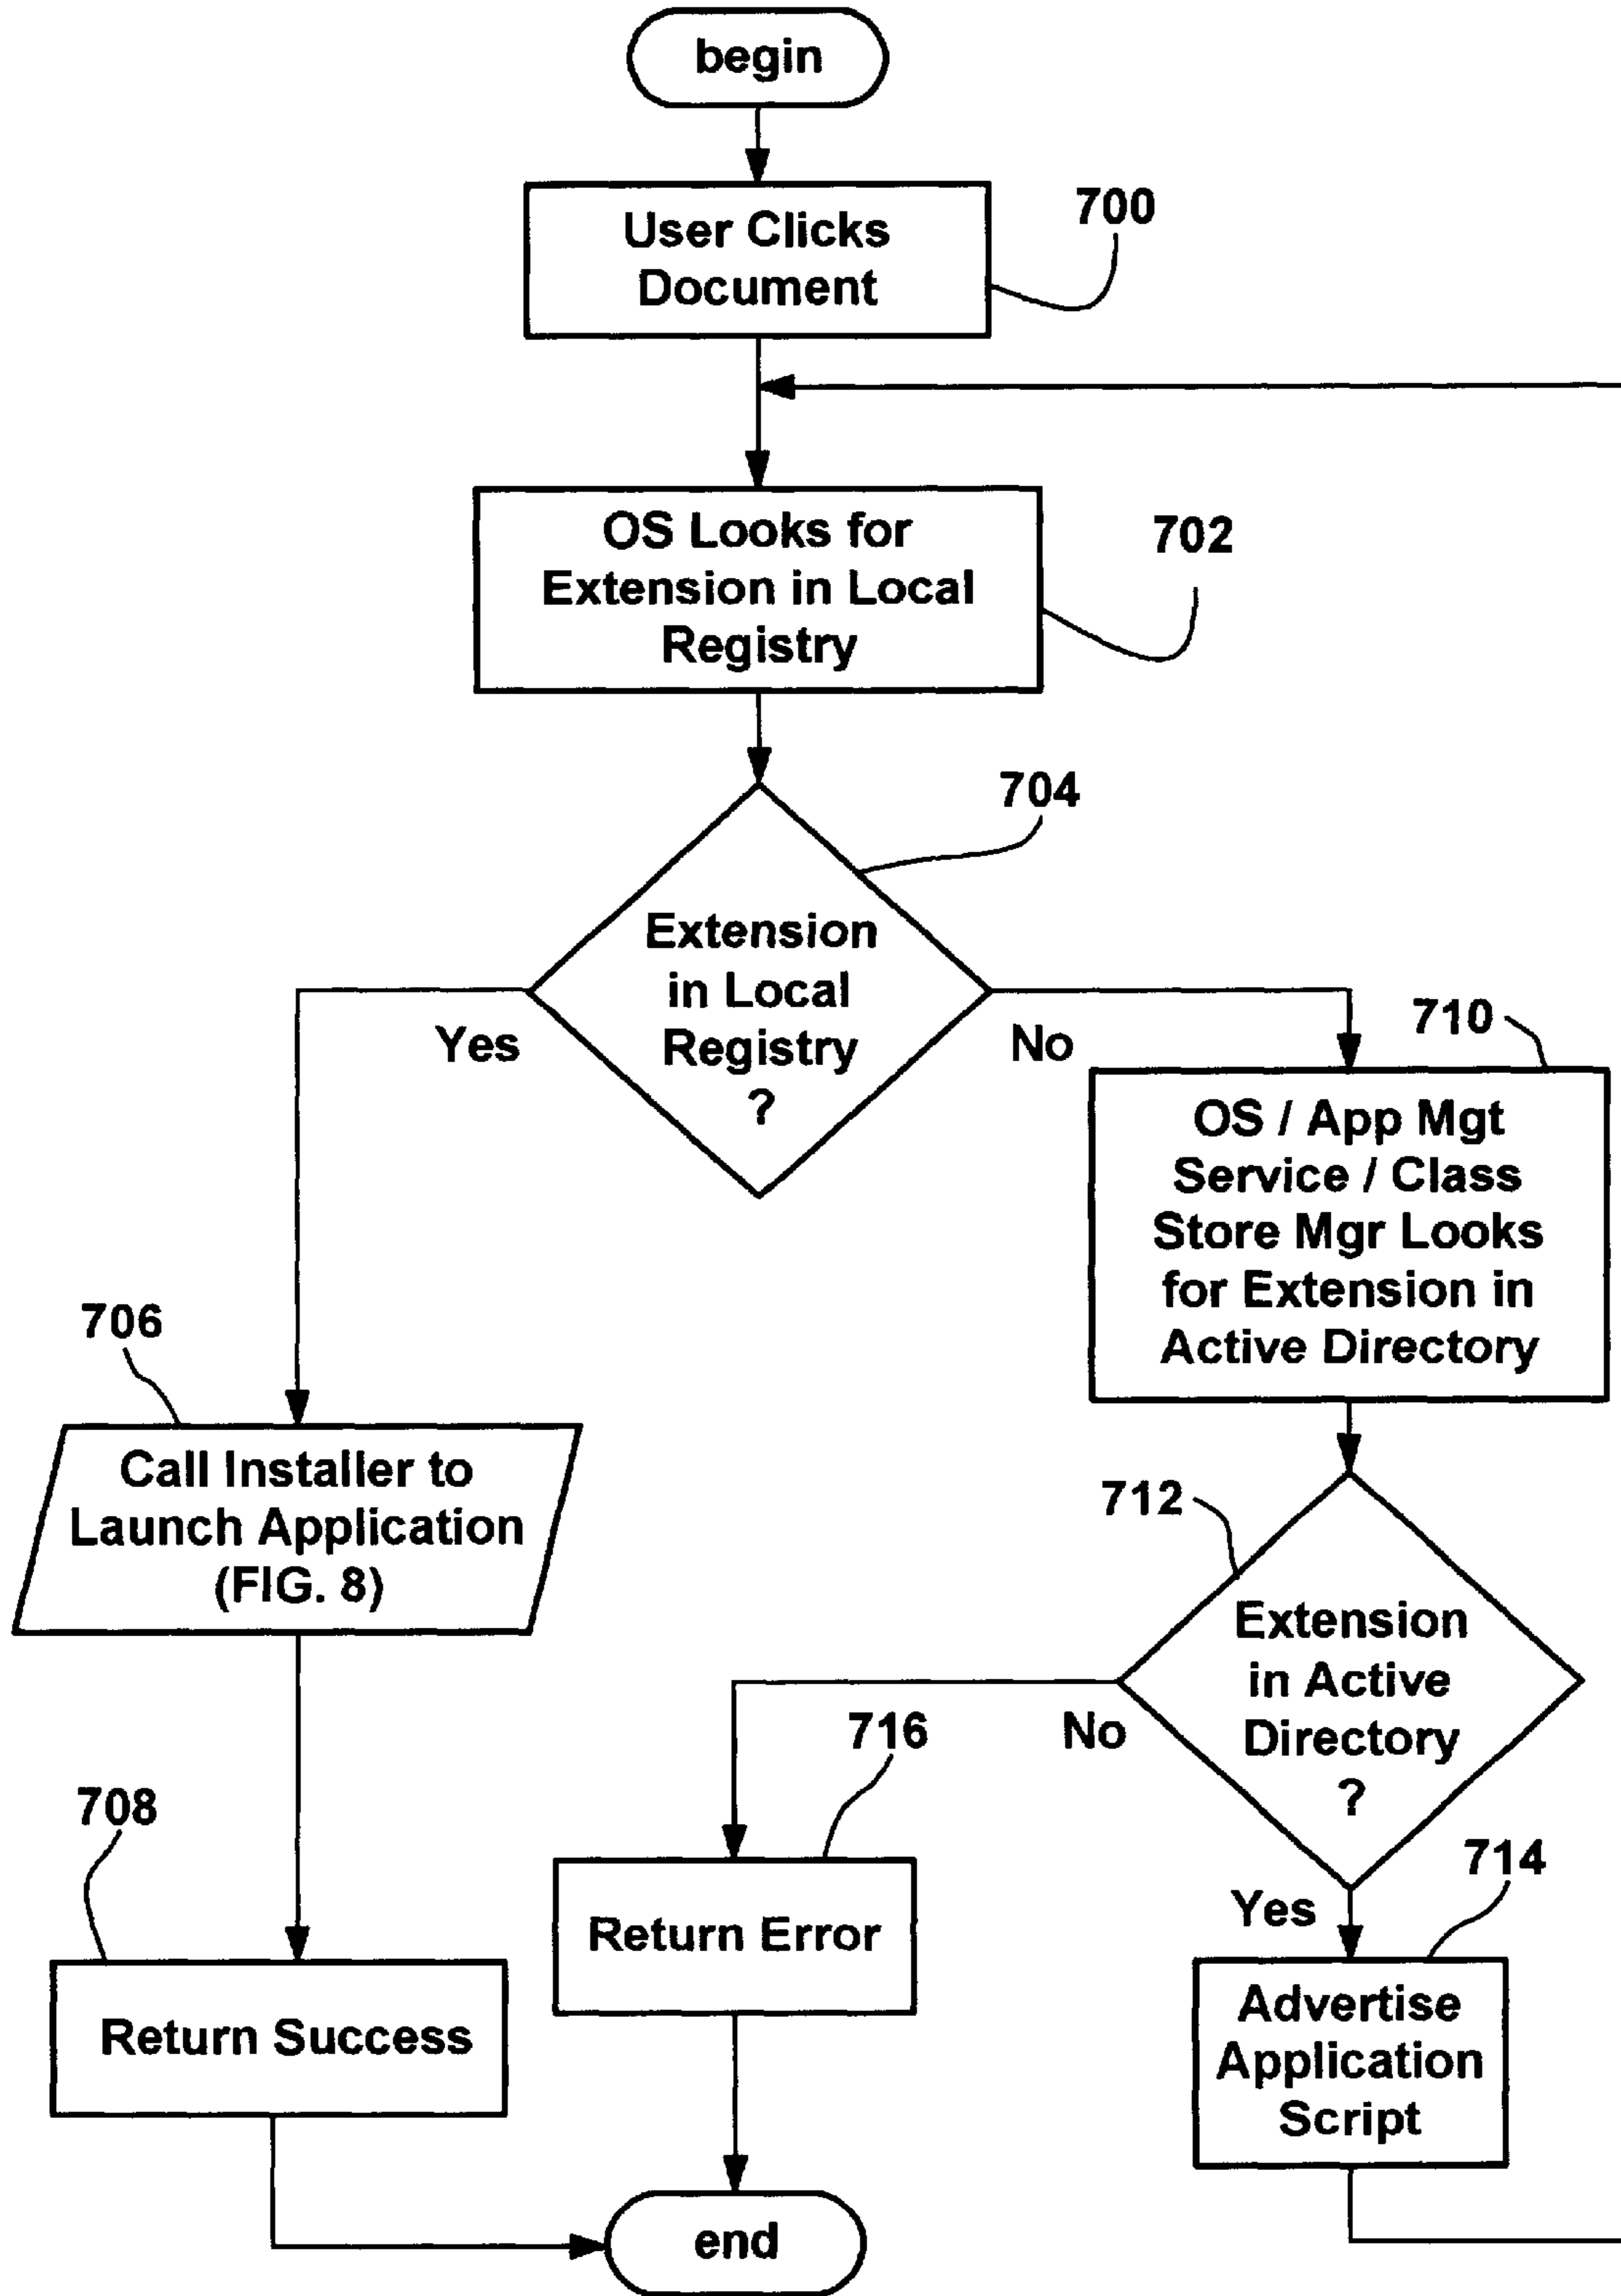 begin
User Clicks
Document
700
OS Looks for
Extension in Local
Registry
702
704
Extension
in Local
Registry
?
Yes
No
710
OS / App Mgt
Service / Class
Store Mgr Looks
for Extension in
Active Directory
706
Call Installer to
Launch Application
(FIG. 8)
712
Extension
in Active
Directory
?
No
716
Yes
714
708
Return Error
Return Success
Advertise
Application
Script
end